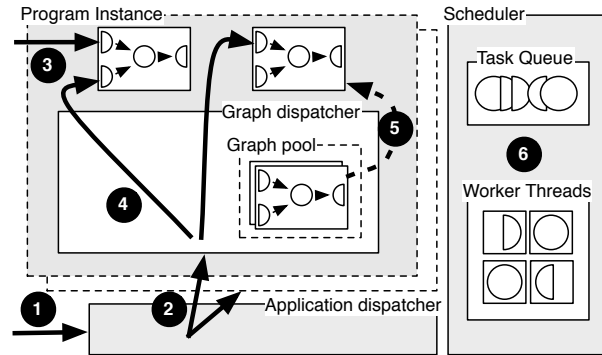 Program Instance
Scheduler
3
Task Queue
Graph dispatcher
5
Graph pool
6
4
Worker Threads
1
2
Application dispatcher